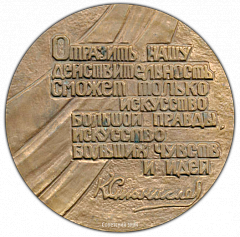 Отразить нашу
действительность
сможет только
искусство
большой правды,
искусство
больших чувств
и идей